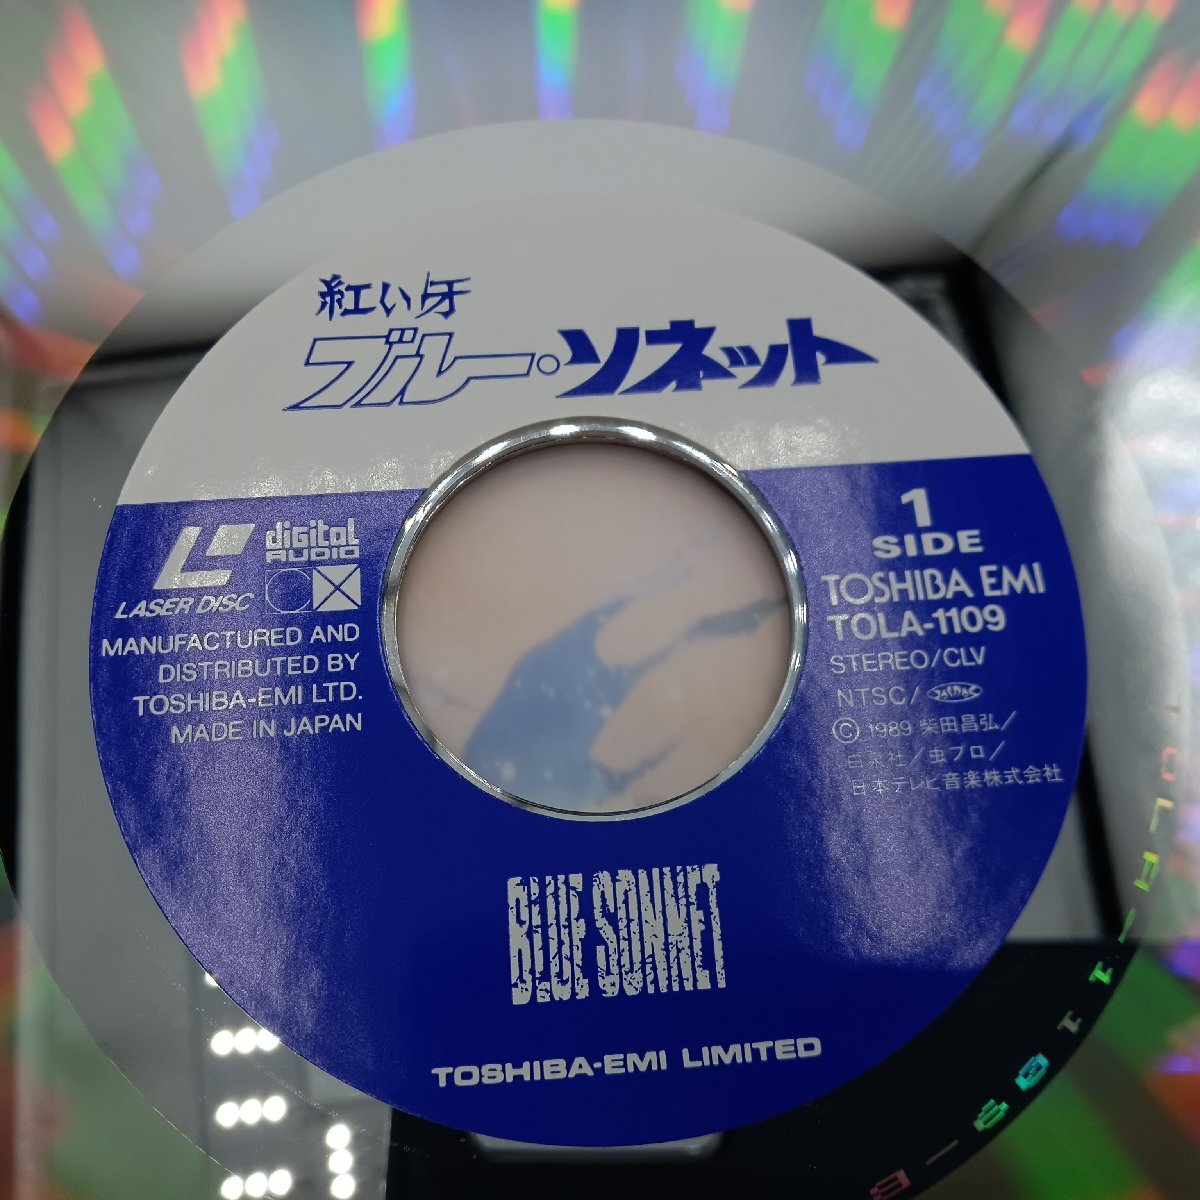 紅い牙
ブルー・ソネット
LASER DISC
digital
AUDIO
MANUFACTURED AND
DISTRIBUTED BY
TOSHIBA-EMI LTD.
MADE IN JAPAN
1
SIDE
TOSHIBA EMI
TOLA-1109
STEREO/CLV
NTSC/
Ⓒ 1989 柴田昌弘/
白泉社/虫プロ/
日本テレビ音楽株式会社
BLUE SONNET
TOSHIBA-EMI LIMITED
TOLA-1109-